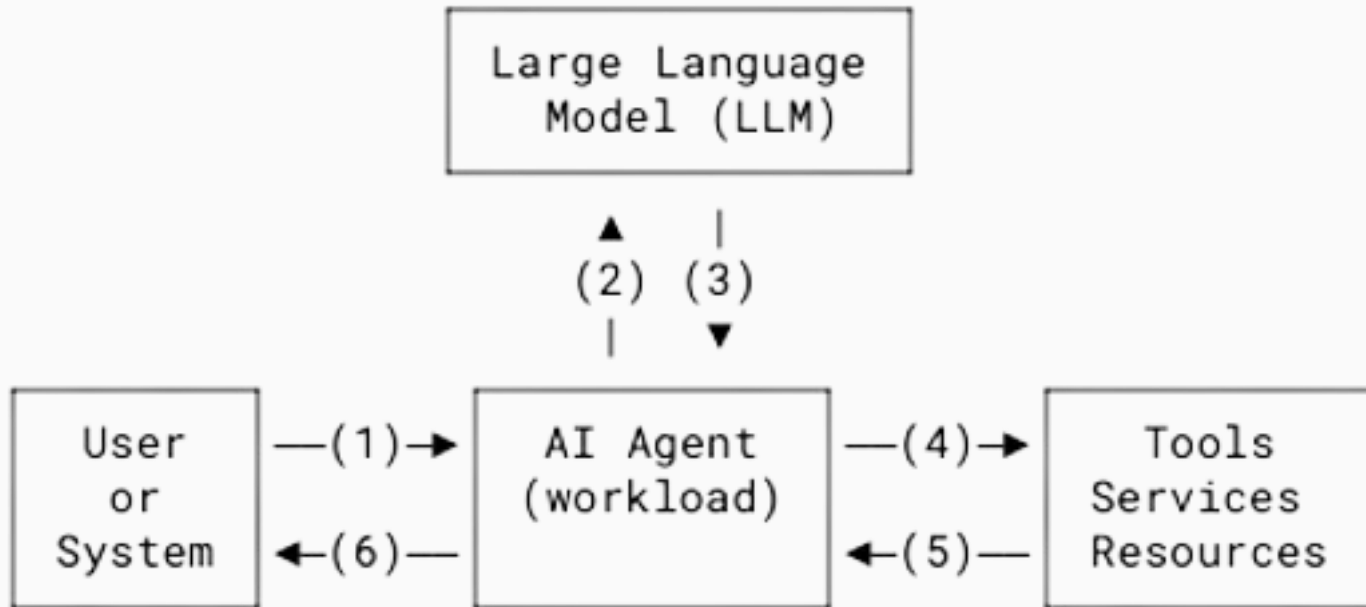 Large Language
Model (LLM)
(2) (3)
User
or
System
(1)
(6)
AI Agent
(workload)
(4)
(5)
Tools
Services
Resources